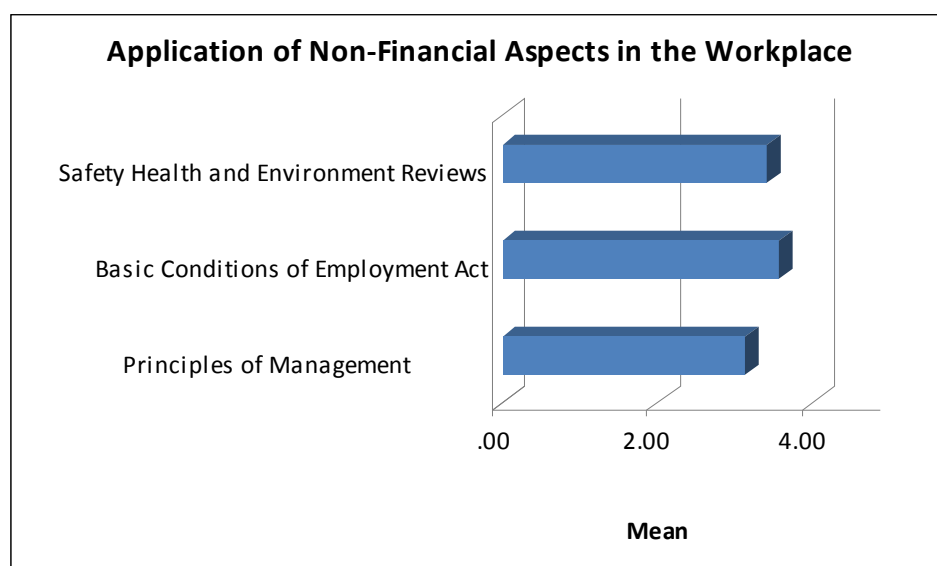 Application of Non-Financial Aspects in the Workplace
Safety Health and Environment Reviews
Basic Conditions of Employment Act
Principles of Management
.00 2.00 4.00
Mean